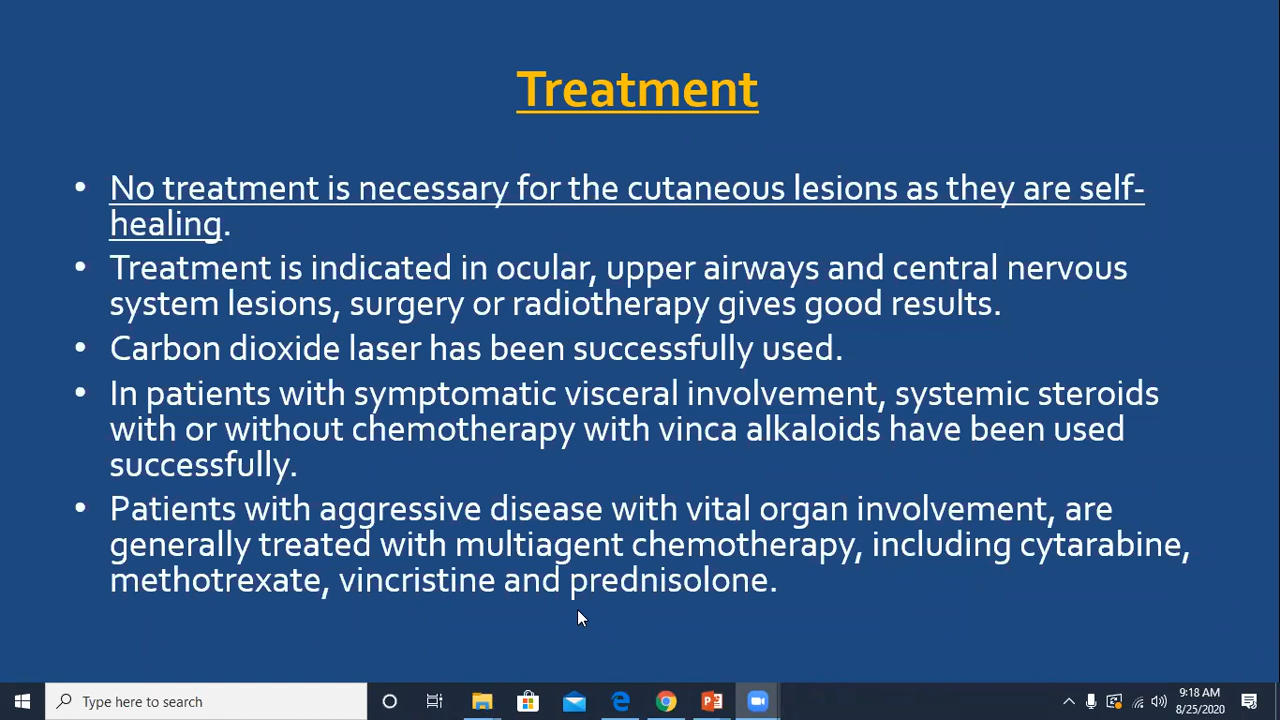 Treatment
• No treatment is necessary for the cutaneous lesions as they are self-
healing.
• Treatment is indicated in ocular, upper airways and central nervous
system lesions, surgery or radiotherapy gives good results.
• Carbon dioxide laser has been successfully used.
• In patients with symptomatic visceral involvement, systemic steroids
with or without chemotherapy with vinca alkaloids have been used
successfully.
• Patients with aggressive disease with vital organ involvement, are
generally treated with multiagent chemotherapy, including cytarabine,
methotrexate, vincristine and prednisolone.
Type here to search
9:18 AM
8/25/2020